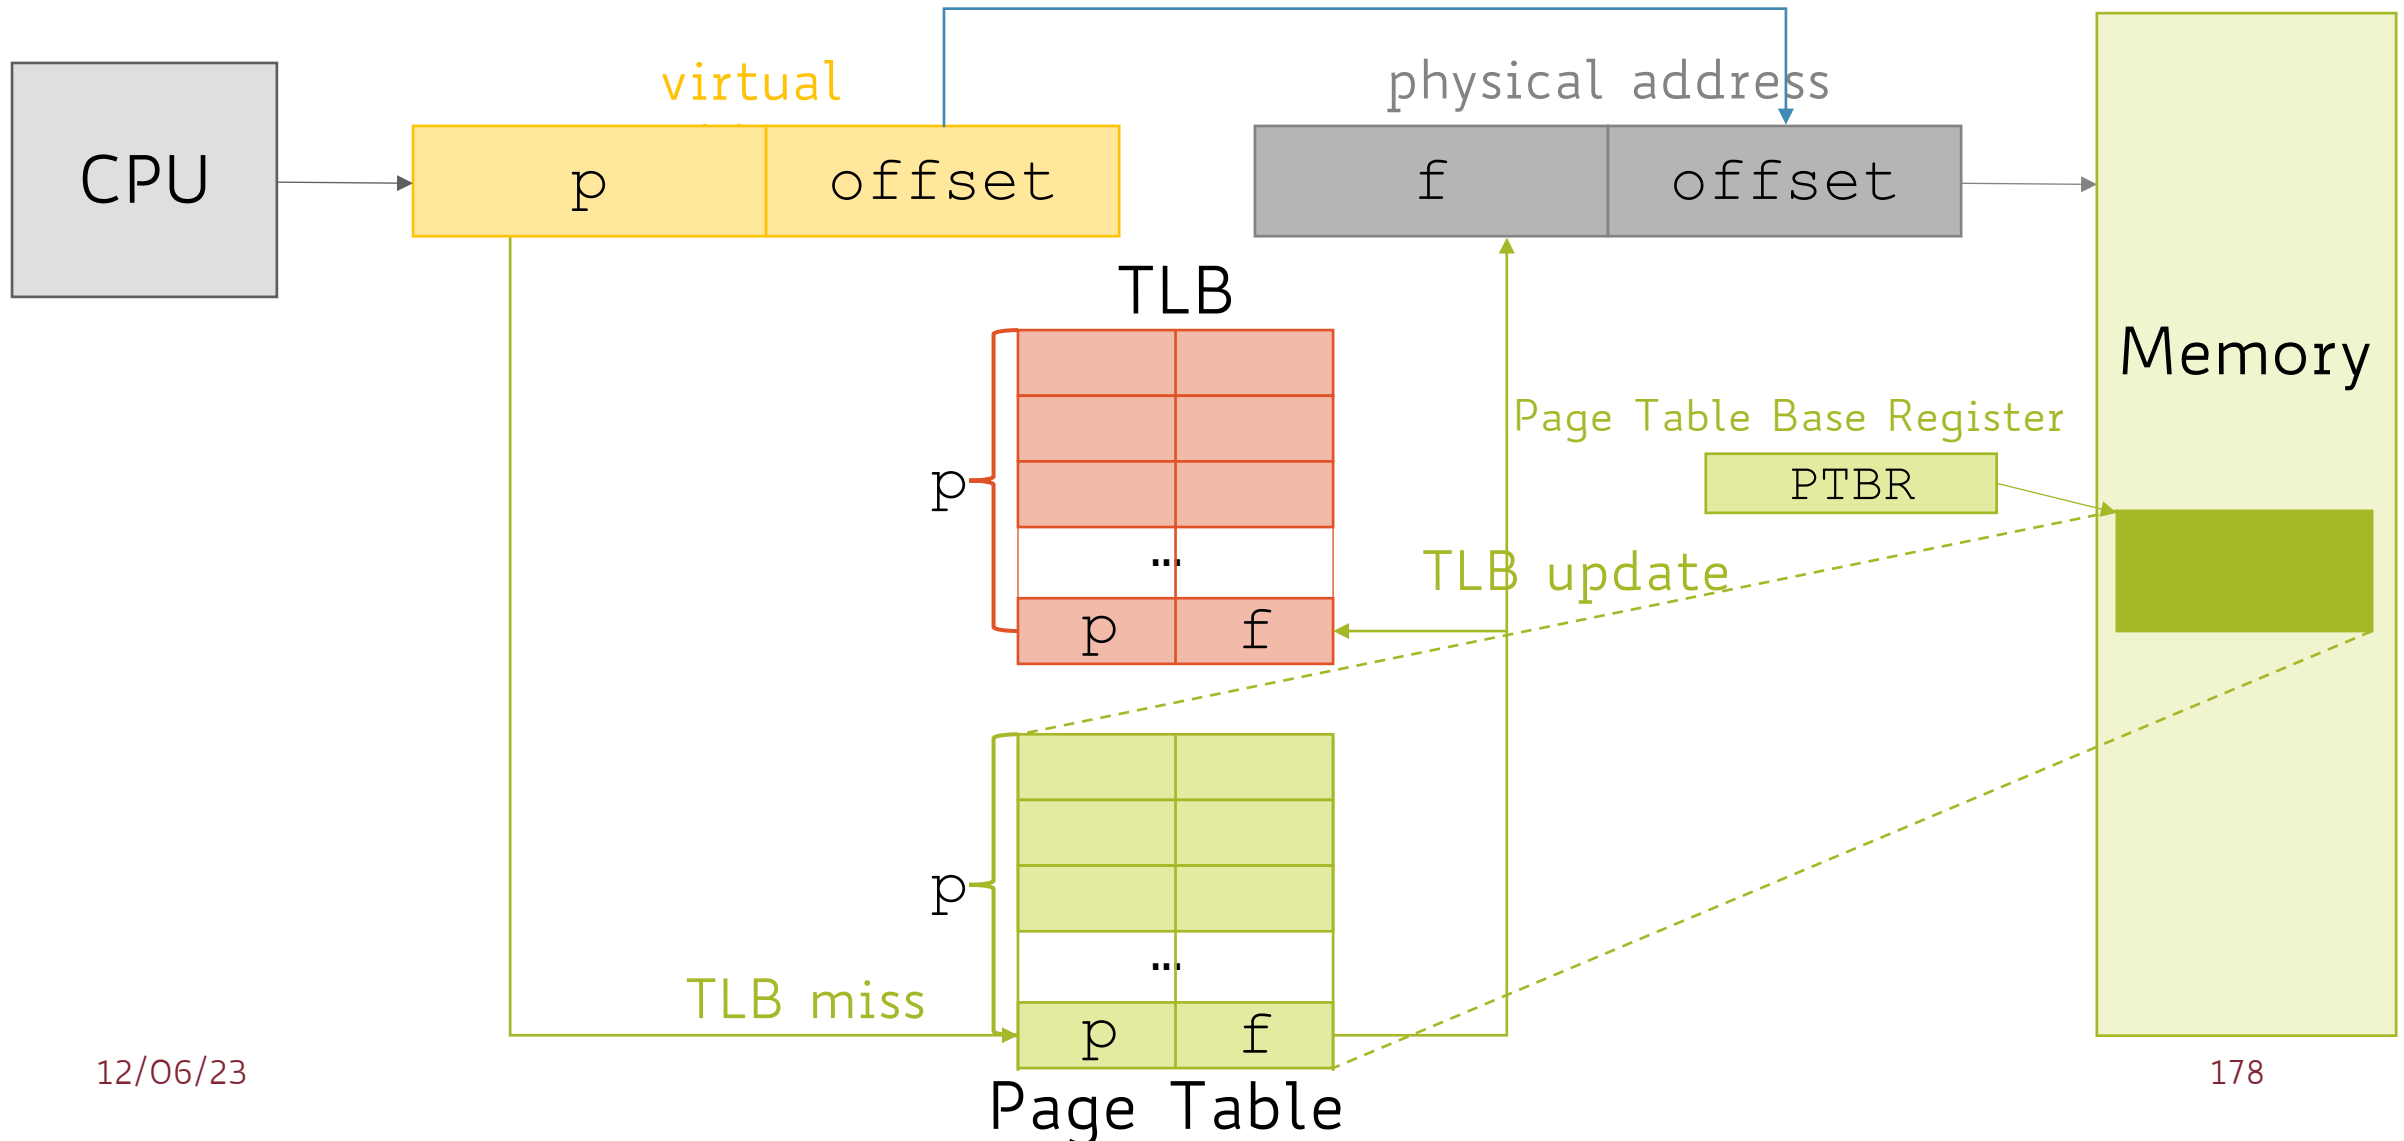 virtual
physical address
CPU
p
offset
f
offset
TLB
Memory
Page Table Base Register
p
PTBR
…
TLB update
p
f
p
…
TLB miss
p
f
12/06/23
178
Page Table